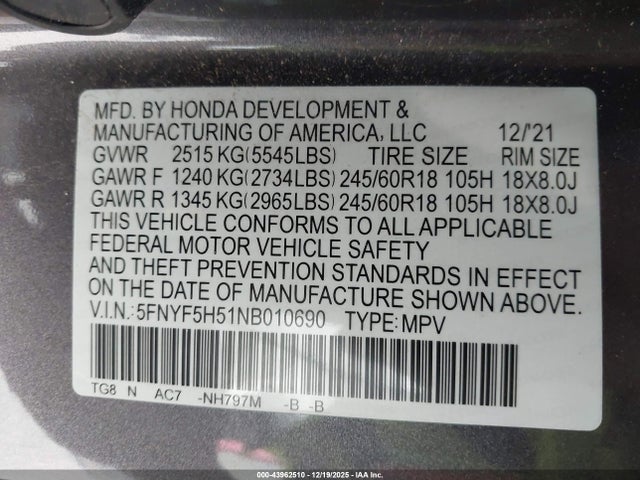 MFD. BY HONDA DEVELOPMENT &
MANUFACTURING OF AMERICA, LLC 12/'21
GVWR 2515 KG(5545LBS) TIRE SIZE RIM SIZE
GAWR F 1240 KG(2734LBS) 245/60R18 105H 18X8.0J
GAWR R 1345 KG(2965LBS) 245/60R18 105H 18X8.0J
THIS VEHICLE CONFORMS TO ALL APPLICABLE
FEDERAL MOTOR VEHICLE SAFETY
AND THEFT PREVENTION STANDARDS IN EFFECT
ON THE DATE OF MANUFACTURE SHOWN ABOVE.
V.I.N.: 5FNYF5H51NB010690 TYPE: MPV
TG8 N AC7 -NH797M -B -B
000-43962510 - 12/19/2025 - IAA Inc.